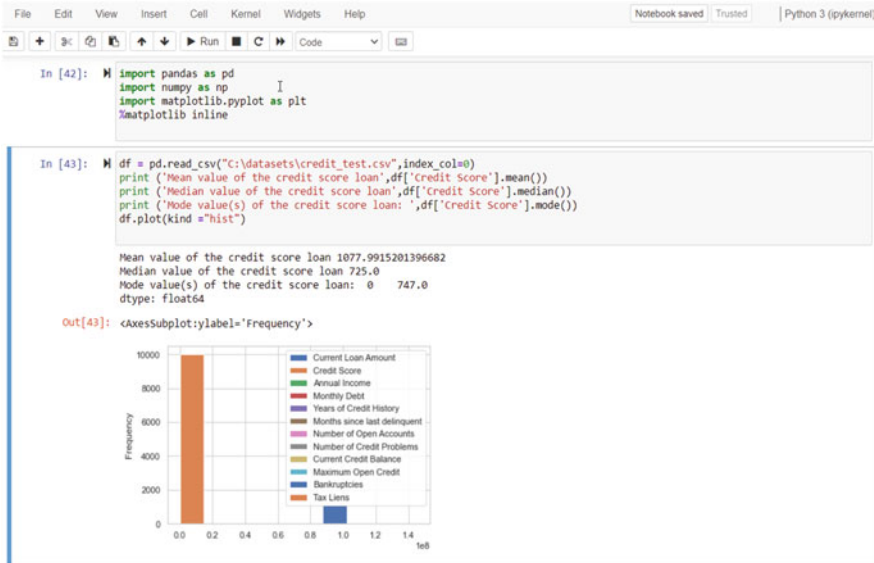 File Edit View Insert Cell Kernel Widgets Help Notebook saved Trusted Python 3 (ipykernel)
Run Code
In [42]: import pandas as pd
import numpy as np
import matplotlib.pyplot as plt
%matplotlib inline
In [43]: df = pd.read_csv("C:\datasets\credit_test.csv",index_col=0)
print ('Mean value of the credit score loan',df['Credit Score'].mean())
print ('Median value of the credit score loan',df['Credit Score'].median())
print ('Mode value(s) of the credit score loan: ',df['Credit Score'].mode())
df.plot(kind ="hist")
Mean value of the credit score loan 1077.9915201396682
Median value of the credit score loan 725.0
Mode value(s) of the credit score loan: 0 747.0
dtype: float64
Out[43]: <AxesSubplot:ylabel='Frequency'>
10000
8000
6000
4000
2000
0
Frequency
Current Loan Amount
Credit Score
Annual Income
Monthly Debt
Years of Credit History
Months since last delinquent
Number of Open Accounts
Number of Credit Problems
Current Credit Balance
Maximum Open Credit
Bankruptcies
Tax Liens
0.0 0.2 0.4 0.6 0.8 1.0 1.2 1.4
1e8